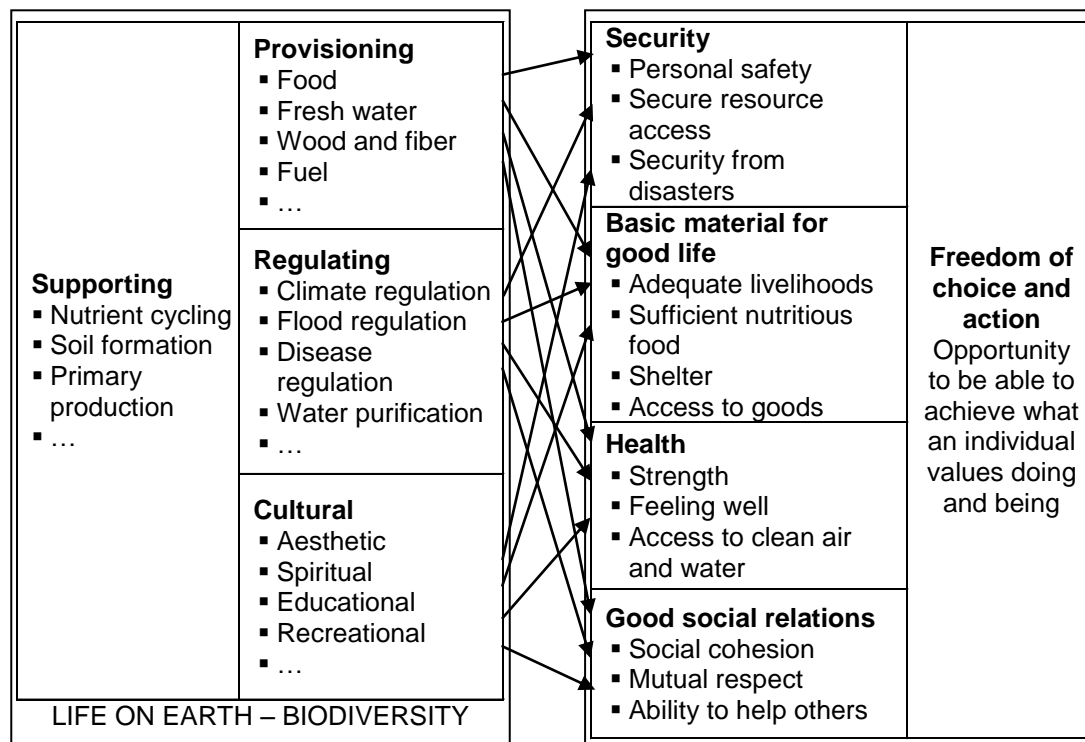 Supporting
▪ Nutrient cycling
▪ Soil formation
▪ Primary
production
▪ …
Provisioning
▪ Food
▪ Fresh water
▪ Wood and fiber
▪ Fuel
▪ …
Regulating
▪ Climate regulation
▪ Flood regulation
▪ Disease
regulation
▪ Water purification
▪ …
Cultural
▪ Aesthetic
▪ Spiritual
▪ Educational
▪ Recreational
▪ …
LIFE ON EARTH – BIODIVERSITY
Security
▪ Personal safety
▪ Secure resource
access
▪ Security from
disasters
Basic material for
good life
▪ Adequate livelihoods
▪ Sufficient nutritious
food
▪ Shelter
▪ Access to goods
Health
▪ Strength
▪ Feeling well
▪ Access to clean air
and water
Good social relations
▪ Social cohesion
▪ Mutual respect
▪ Ability to help others
Freedom of
choice and
action
Opportunity
to be able to
achieve what
an individual
values doing
and being